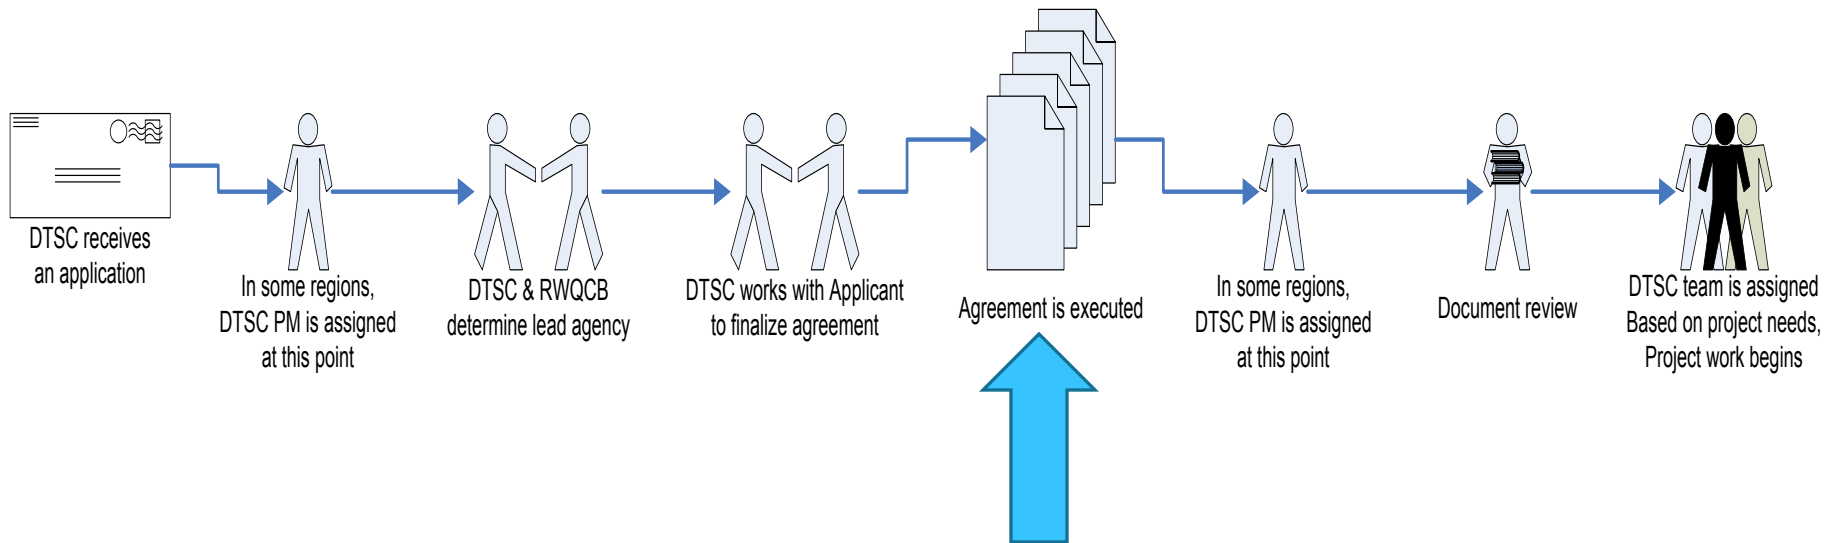 DTSC receives
an application
In some regions,
DTSC PM is assigned
at this point
DTSC & RWQCB
determine lead agency
DTSC works with Applicant
to finalize agreement
Agreement is executed
In some regions,
DTSC PM is assigned
at this point
Document review
DTSC team is assigned
Based on project needs,
Project work begins